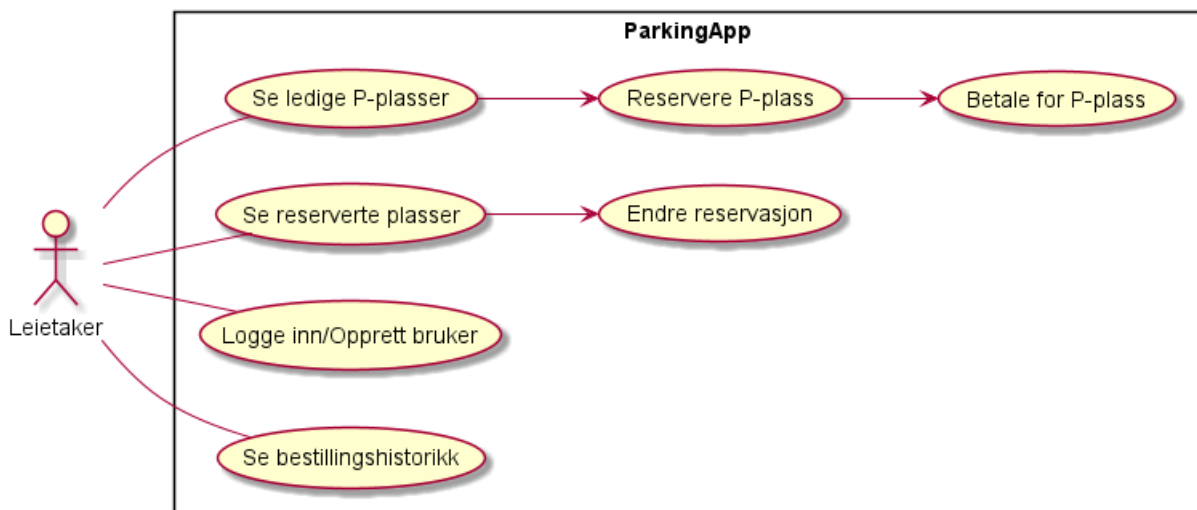 ParkingApp
Se ledige P-plasser
Reservere P-plass
Betale for P-plass
Se reserverte plasser
Endre reservasjon
Leietaker
Logge inn/Opprett bruker
Se bestillingshistorikk